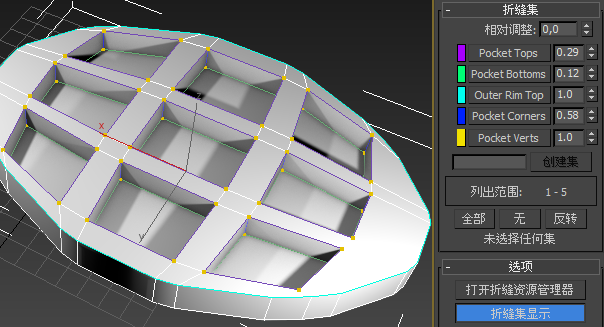 折缝集
相对调整: 0,0
Pocket Tops 0.29
Pocket Bottoms 0.12
Outer Rim Top 1.0
Pocket Corners 0.58
Pocket Verts 1.0
创建集
列出范围: 1 - 5
全部 无 反转
未选择任何集
选项
打开折缝资源管理器
折缝集显示
x
y